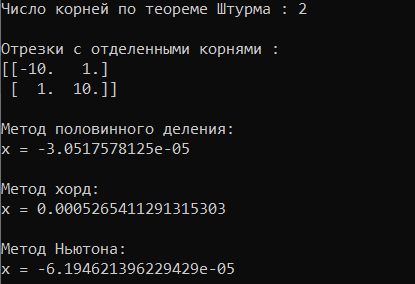 Число корней по теореме Штурма : 2
Отрезки с отделенными корнями :
[[-10.   1.]
 [  1.  10.]]
Метод половинного деления:
x = -3.0517578125e-05
Метод хорд:
x = 0.0005265411291315303
Метод Ньютона:
x = -6.194621396229429e-05